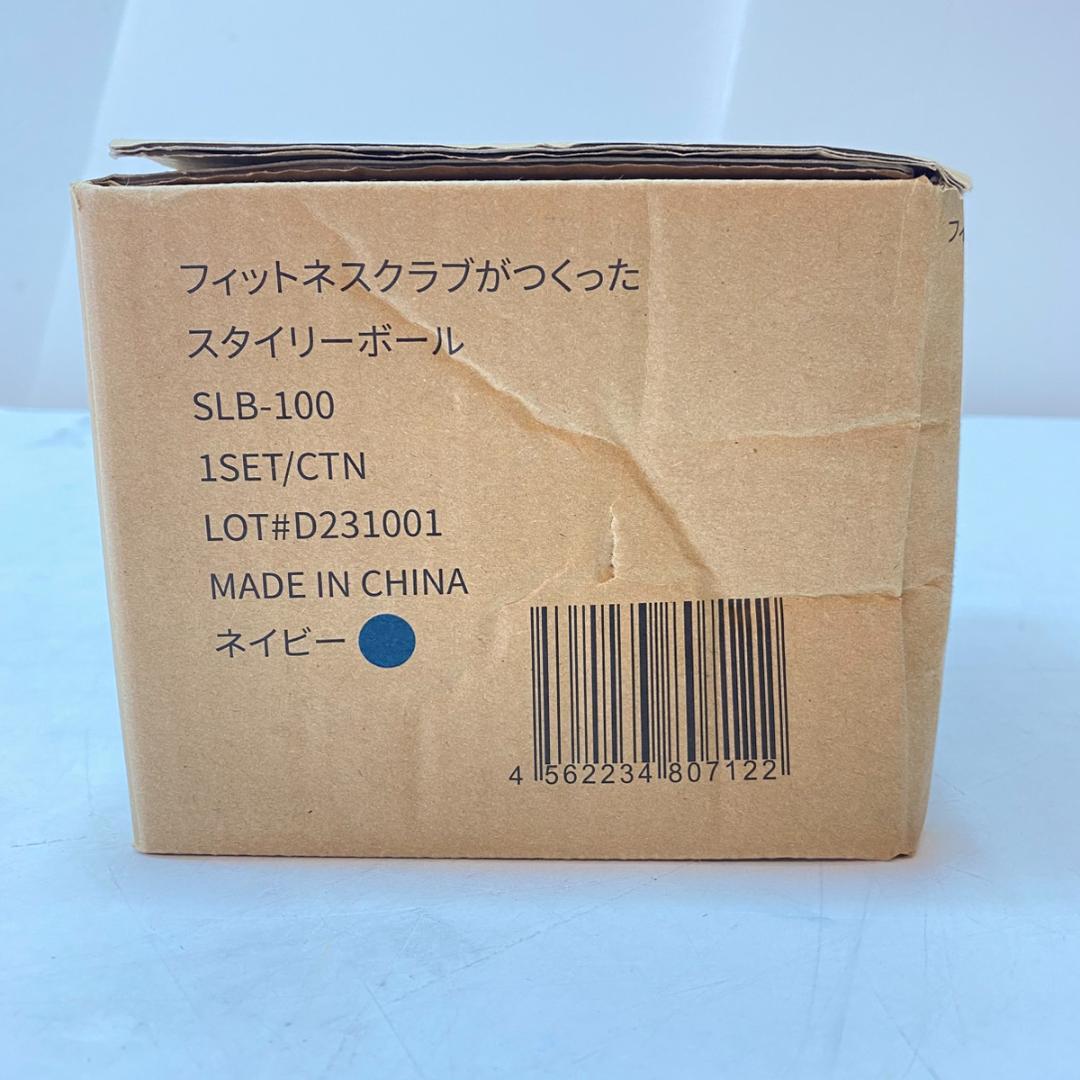 フィットネスクラブがつくった
スタイリーボール
SLB-100
1SET/CTN
LOT#D231001
MADE IN CHINA
ネイビー
4 562234 807122